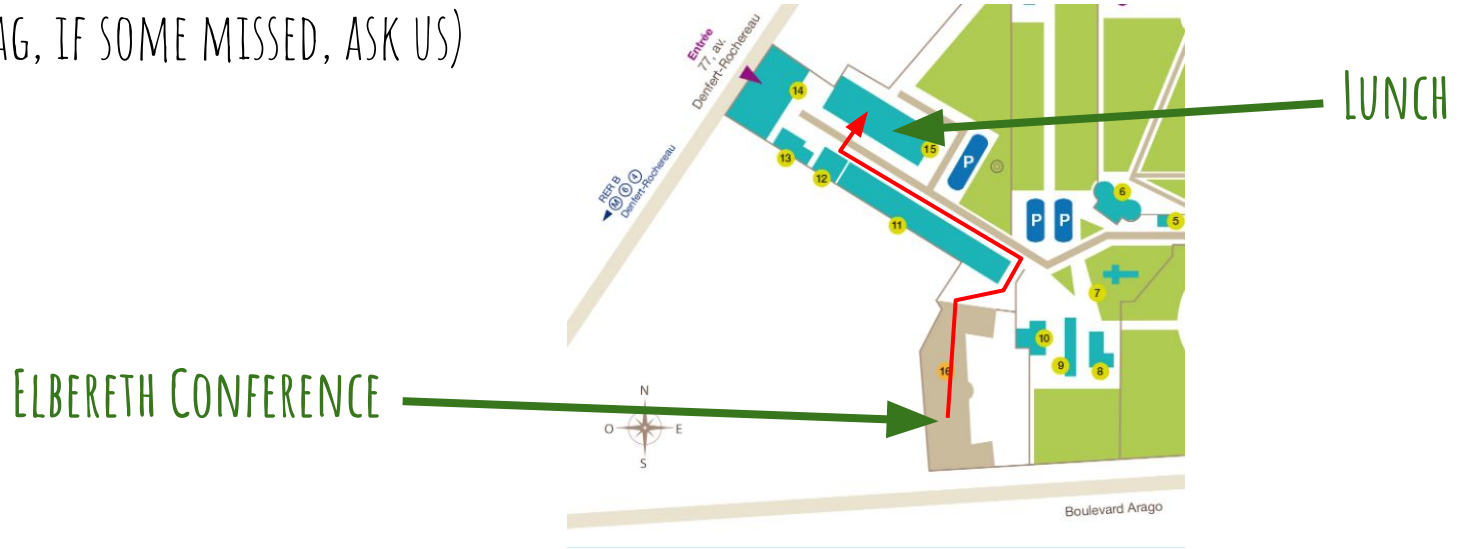 AG, IF SOME MISSED, ASK US)
Entrée
77, av.
Denfert-Rochereau
LUNCH
14
15
13
12
P
RER B
M 6 4
Denfert-Rochereau
6
5
11
P
P
7
10
9
8
16
ELBERETH CONFERENCE
N
O
E
S
Boulevard Arago